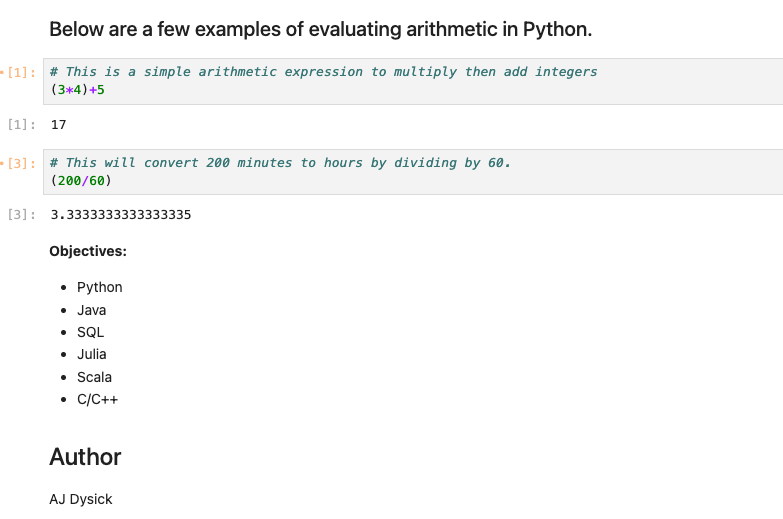 Below are a few examples of evaluating arithmetic in Python.
[1]: # This is a simple arithmetic expression to multiply then add integers
(3*4)+5
[1]: 17
[3]: # This will convert 200 minutes to hours by dividing by 60.
(200/60)
[3]: 3.3333333333333335
Objectives:
• Python
• Java
• SQL
• Julia
• Scala
• C/C++
Author
AJ Dysick